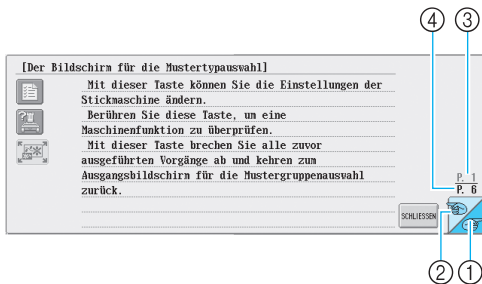 ④ ③
[Der Bildschirm für die Mustertypauswahl]
Mit dieser Taste können Sie die Einstellungen der
Stickmaschine ändern.
Berühren Sie diese Taste, um eine
Maschinenfunktion zu überprüfen.
Mit dieser Taste brechen Sie alle zuvor
ausgeführten Vorgänge ab und kehren zum
Ausgangsbildschirm für die Mustergruppenauswahl
zurück.
P. 1
P. 6
SCHLIESSEN
② ①